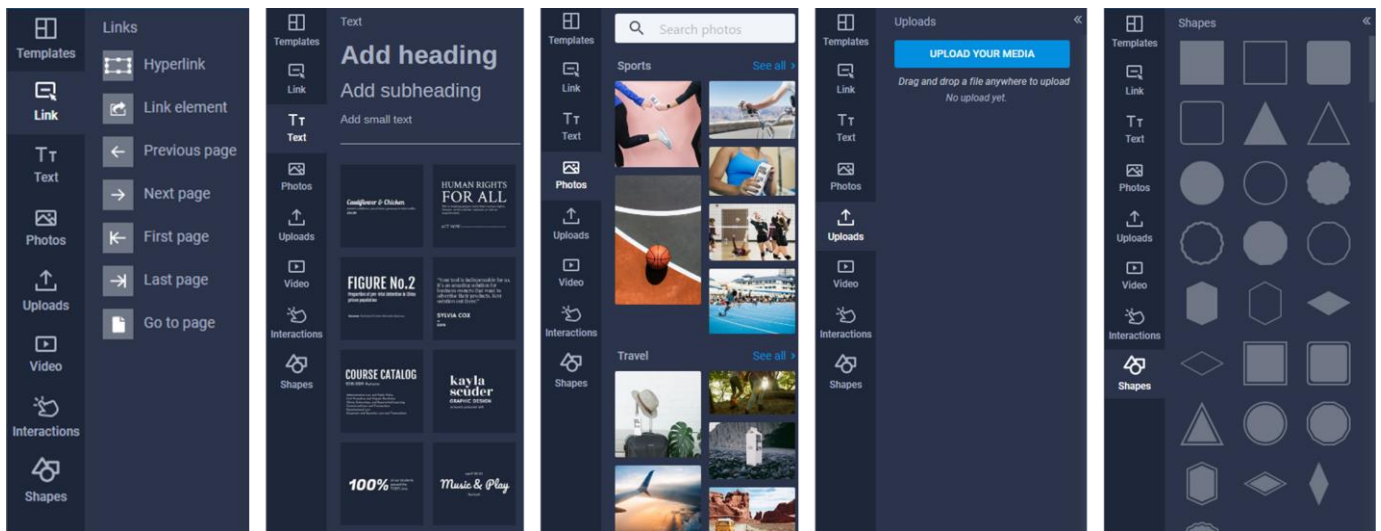 Templates
Link
Text
Photos
Uploads
Video
Interactions
Shapes
Links
Hyperlink
Link element
Previous page
Next page
First page
Last page
Go to page
Templates
Link
Text
Photos
Uploads
Video
Interactions
Shapes
Text
Add heading
Add subheading
Add small text
Cauliflower & Chicken
HUMAN RIGHTS
FOR ALL
ACT NOW
FIGURE No.2
SYLVIA COX
COURSE CATALOG
kayla
scuder
GRAPHIC DESIGN
100%
Music & Play
Templates
Link
Text
Photos
Uploads
Video
Interactions
Shapes
Search photos
Sports
See all >
Travel
See all >
Templates
Link
Text
Photos
Uploads
Video
Interactions
Shapes
Uploads
«
UPLOAD YOUR MEDIA
Drag and drop a file anywhere to upload
No upload yet.
Templates
Link
Text
Photos
Uploads
Video
Interactions
Shapes
Shapes
«